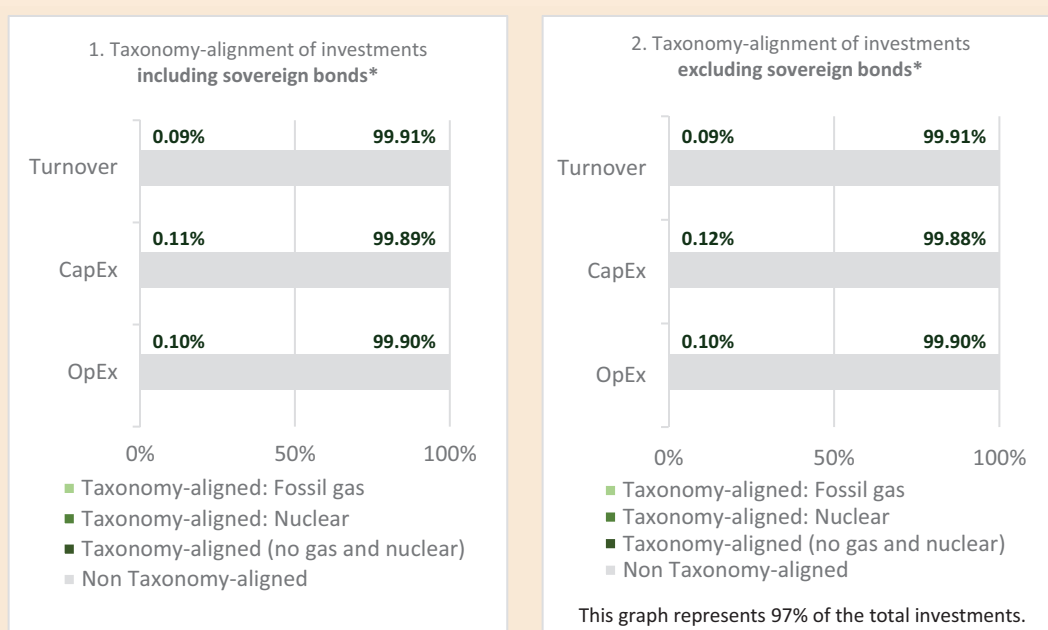 1. Taxonomy-alignment of investments
including sovereign bonds*
0.09% 99.91%
Turnover
0.11% 99.89%
CapEx
0.10% 99.90%
OpEx
0% 50% 100%
Taxonomy-aligned: Fossil gas
Taxonomy-aligned: Nuclear
Taxonomy-aligned (no gas and nuclear)
Non Taxonomy-aligned
2. Taxonomy-alignment of investments
excluding sovereign bonds*
0.09% 99.91%
Turnover
0.12% 99.88%
CapEx
0.10% 99.90%
OpEx
0% 50% 100%
Taxonomy-aligned: Fossil gas
Taxonomy-aligned: Nuclear
Taxonomy-aligned (no gas and nuclear)
Non Taxonomy-aligned
This graph represents 97% of the total investments.